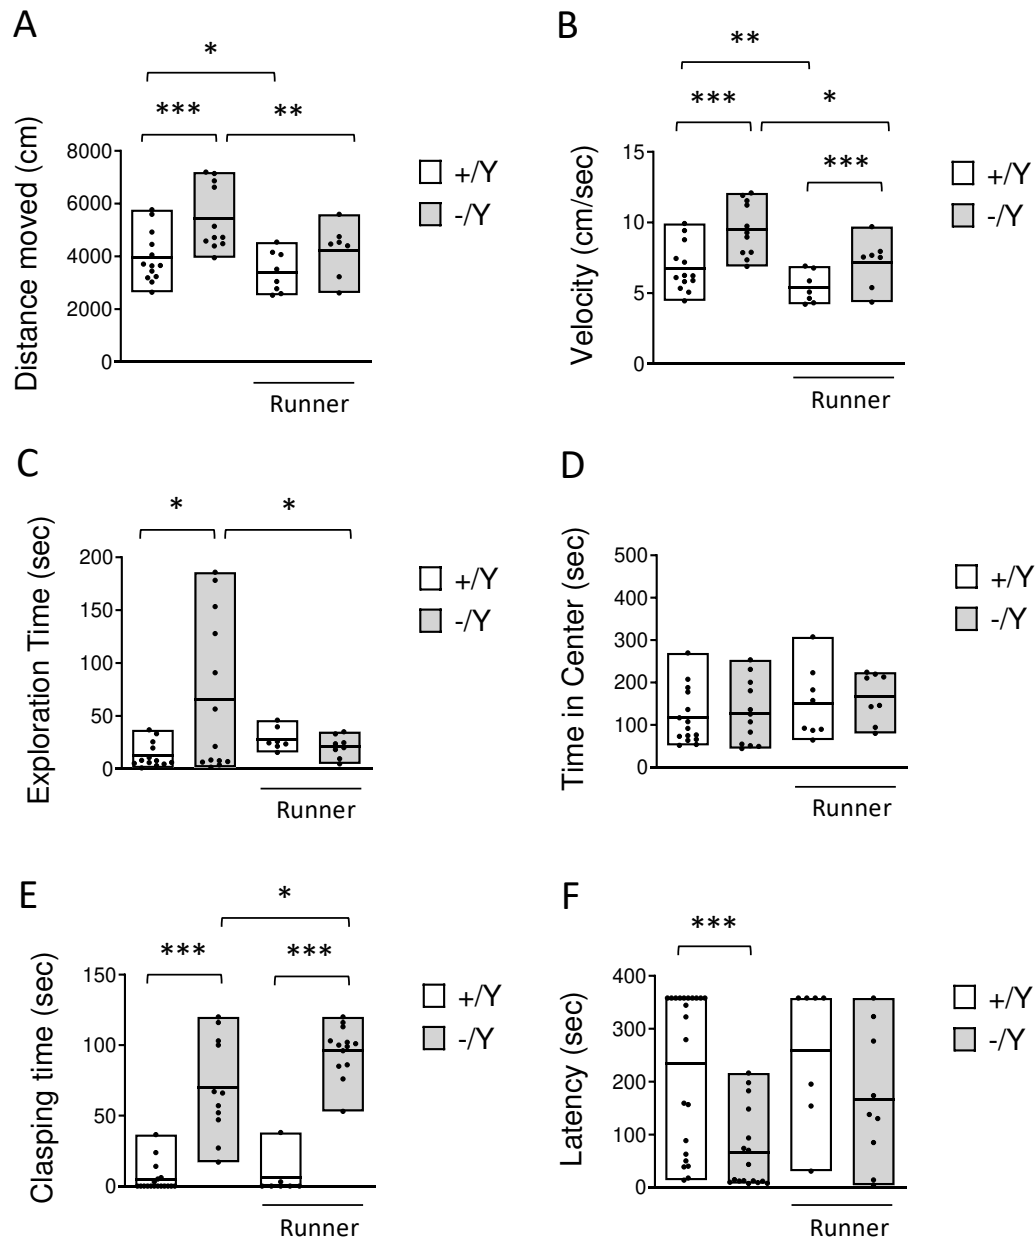 A
*
***
**
Distance moved (cm)
8000
6000
4000
2000
0
Runner
+/Y
-/Y
B
**
***
*
***
Velocity (cm/sec)
15
10
5
0
Runner
+/Y
-/Y
C
*
*
Exploration Time (sec)
200
150
100
50
0
Runner
+/Y
-/Y
D
Time in Center (sec)
500
400
300
200
100
0
Runner
+/Y
-/Y
E
*
***
***
Clasping time (sec)
150
100
50
0
Runner
+/Y
-/Y
F
***
Latency (sec)
400
300
200
100
0
Runner
+/Y
-/Y